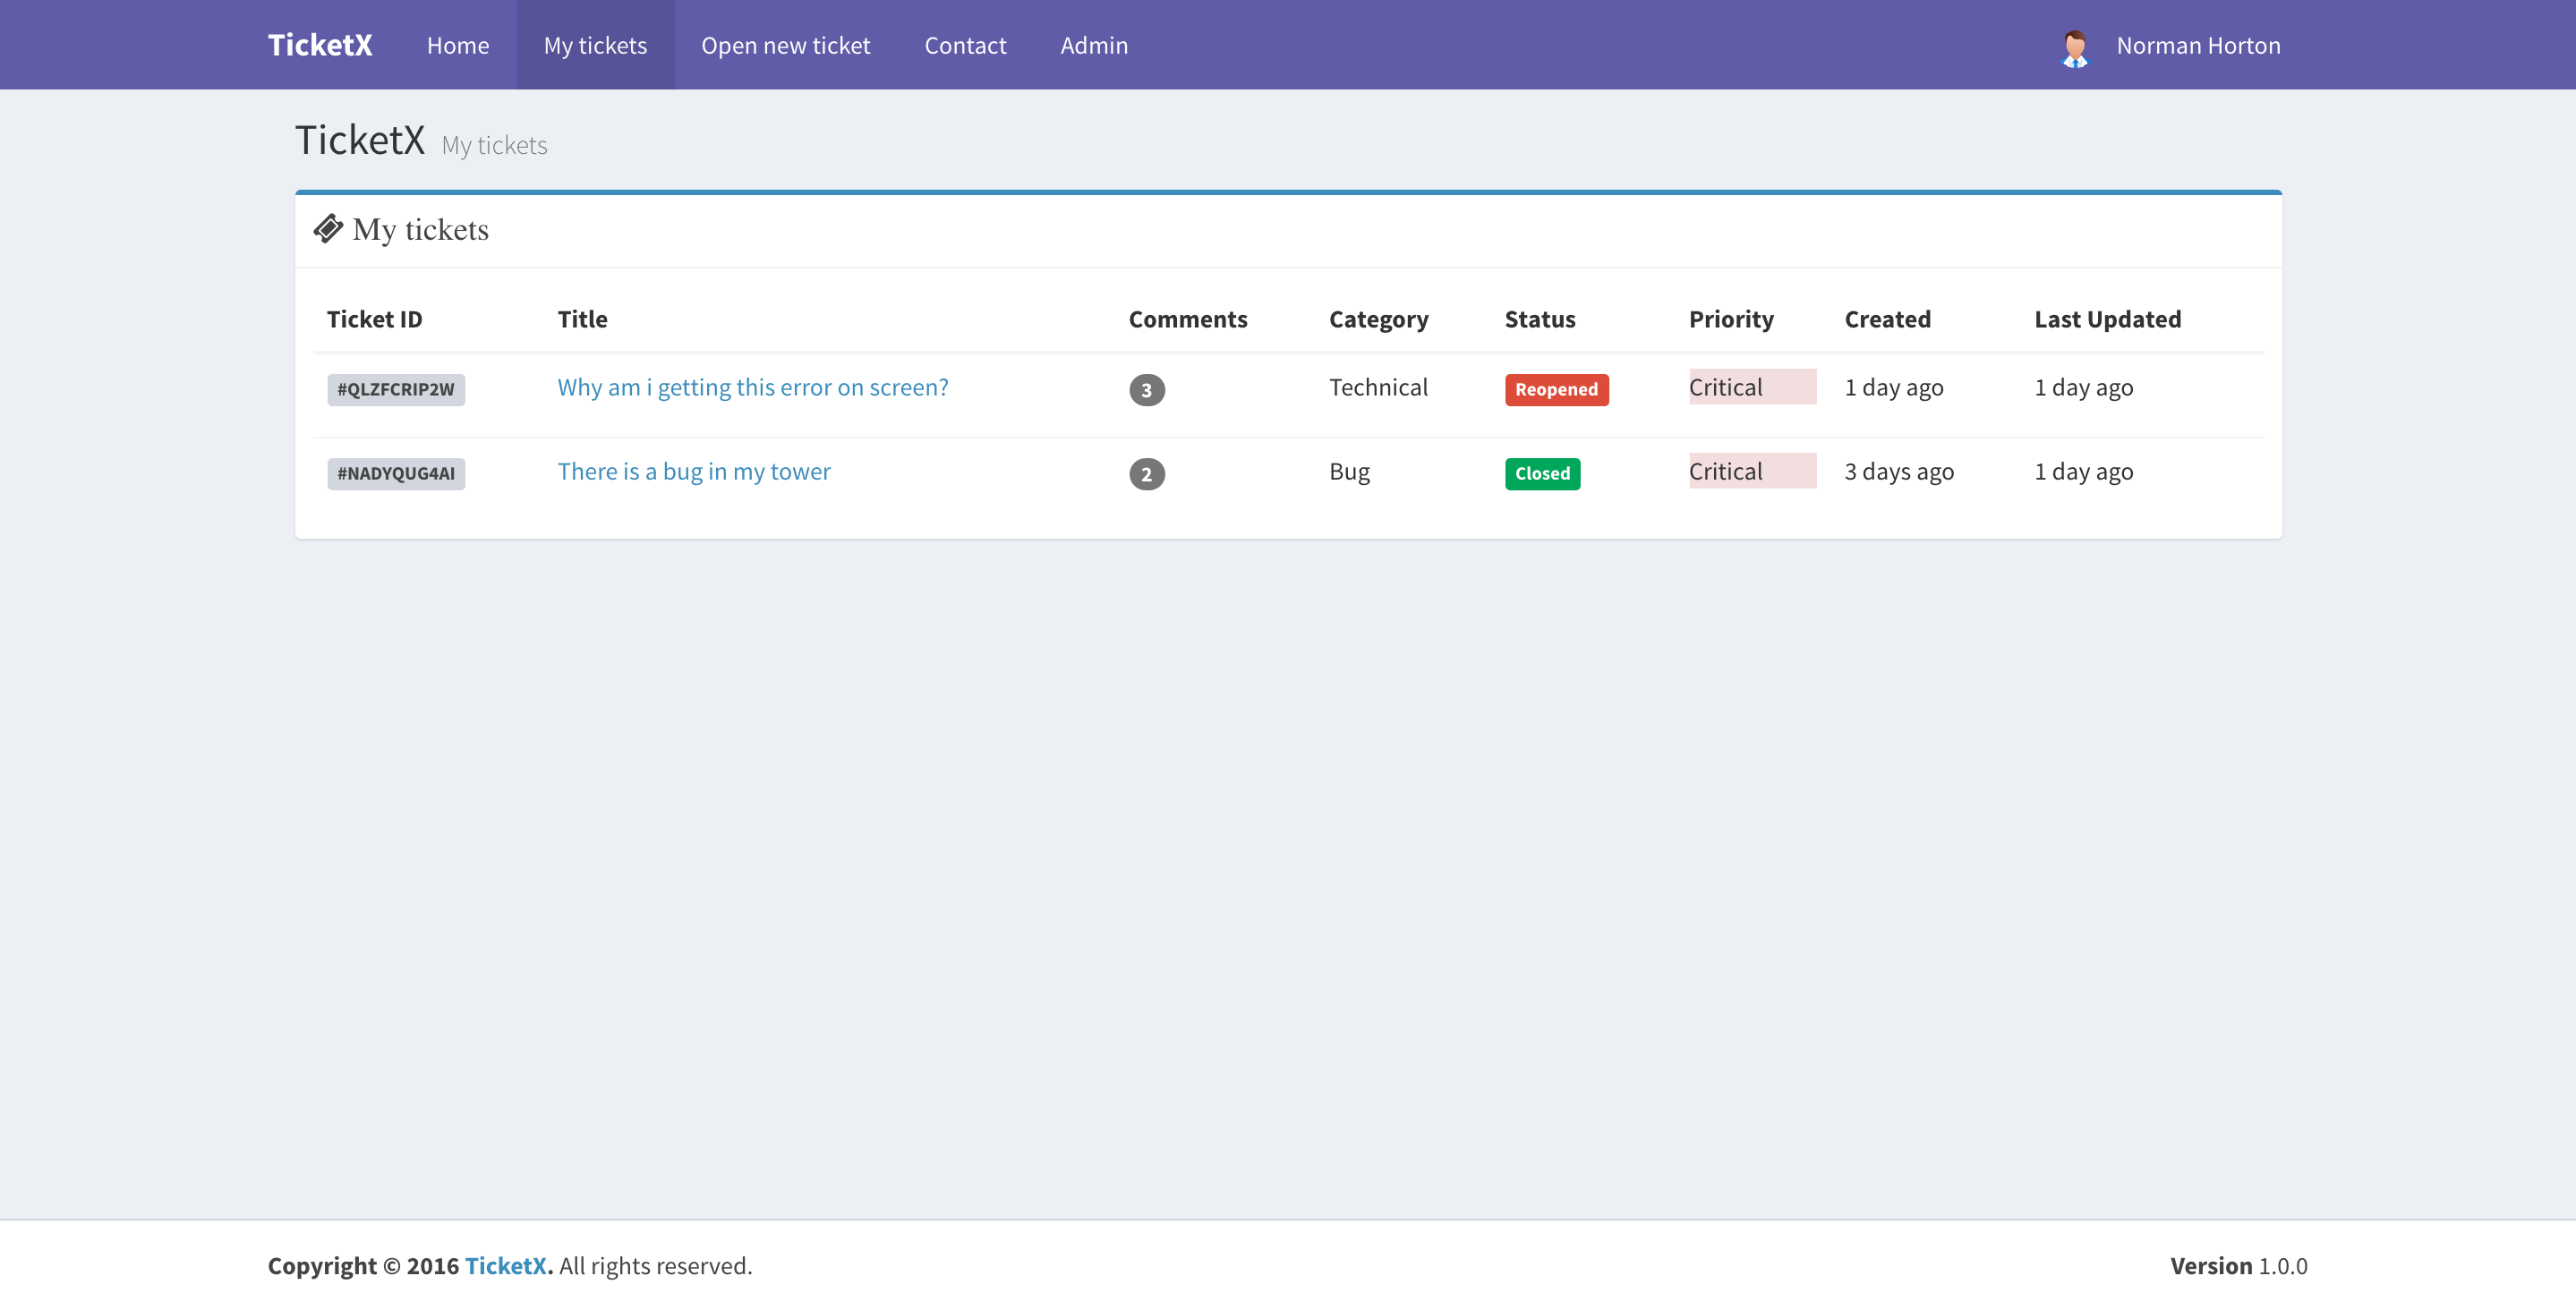 TicketX Home My tickets Open new ticket Contact Admin Norman Horton
TicketX My tickets
My tickets
Ticket ID Title Comments Category Status Priority Created Last Updated
#QLZFCRIP2W Why am i getting this error on screen? 3 Technical Reopened Critical 1 day ago 1 day ago
#NADYQUG4AI There is a bug in my tower 2 Bug Closed Critical 3 days ago 1 day ago
Copyright © 2016 TicketX. All rights reserved. Version 1.0.0